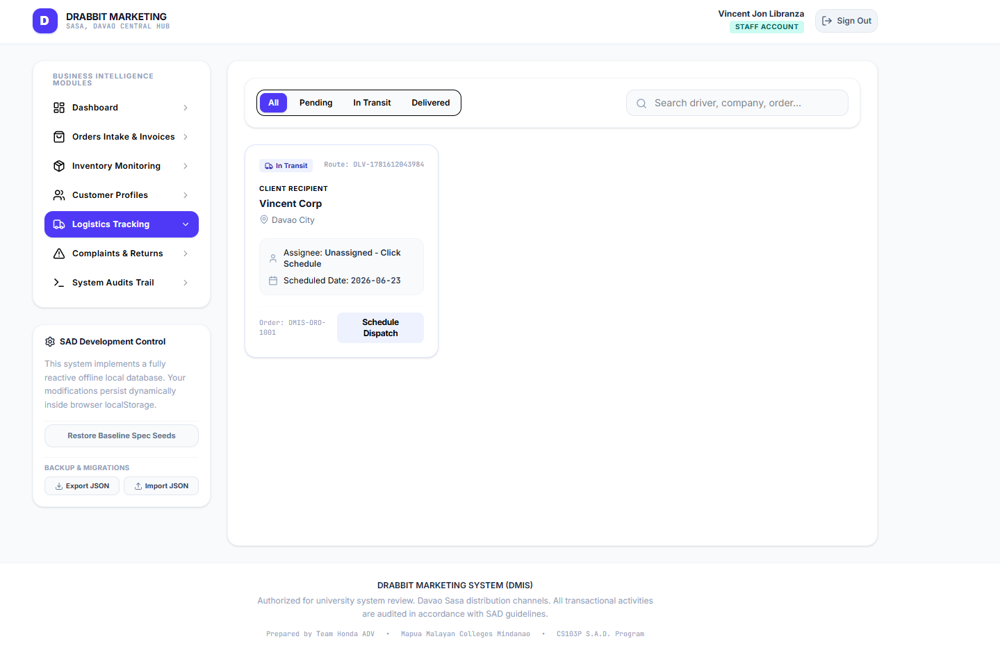 D
DRABBIT MARKETING
SASA, DAVAO CENTRAL HUB
Vincent Jon Libranza
STAFF ACCOUNT
Sign Out
BUSINESS INTELLIGENCE
MODULES
Dashboard
Orders Intake & Invoices
Inventory Monitoring
Customer Profiles
Logistics Tracking
Complaints & Returns
System Audits Trail
SAD Development Control
This system implements a fully
reactive offline local database. Your
modifications persist dynamically
inside browser localStorage.
Restore Baseline Spec Seeds
BACKUP & MIGRATIONS
Export JSON
Import JSON
All
Pending
In Transit
Delivered
Search driver, company, order...
In Transit
Route: DLV-1781612043984
CLIENT RECIPIENT
Vincent Corp
Davao City
Assignee: Unassigned - Click
Schedule
Scheduled Date: 2026-06-23
Order: DMIS-ORD-
1001
Schedule
Dispatch
DRABBIT MARKETING SYSTEM (DMIS)
Authorized for university system review. Davao Sasa distribution channels. All transactional activities
are audited in accordance with SAD guidelines.
Prepared by Team Honda ADV • Mapua Malayan Colleges Mindanao • CS103P S.A.D. Program